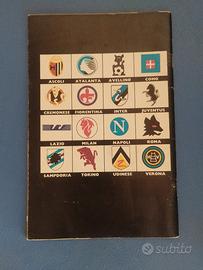 ASCOLI ATALANTA AVELLINO COMO
CREMONESE FIORENTINA INTER JUVENTUS
LAZIO MILAN NAPOLI ROMA
SAMPDORIA TORINO UDINESE VERONA
subito